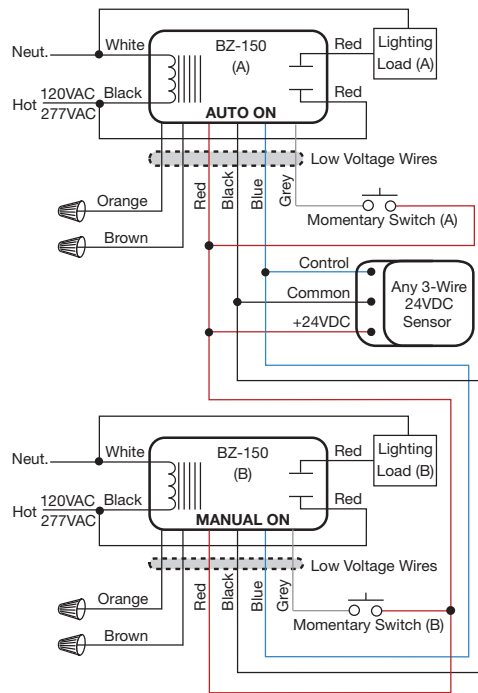 Neut.
White
BZ-150
(A)
Red
Lighting
Load (A)
Hot
120VAC
277VAC
Black
Red
AUTO ON
Low Voltage Wires
Orange
Brown
Red
Black
Blue
Grey
Momentary Switch (A)
Control
Common
+24VDC
Any 3-Wire
24VDC
Sensor
Neut.
White
BZ-150
(B)
Red
Lighting
Load (B)
Hot
120VAC
277VAC
Black
Red
MANUAL ON
Low Voltage Wires
Orange
Brown
Red
Black
Blue
Grey
Momentary Switch (B)